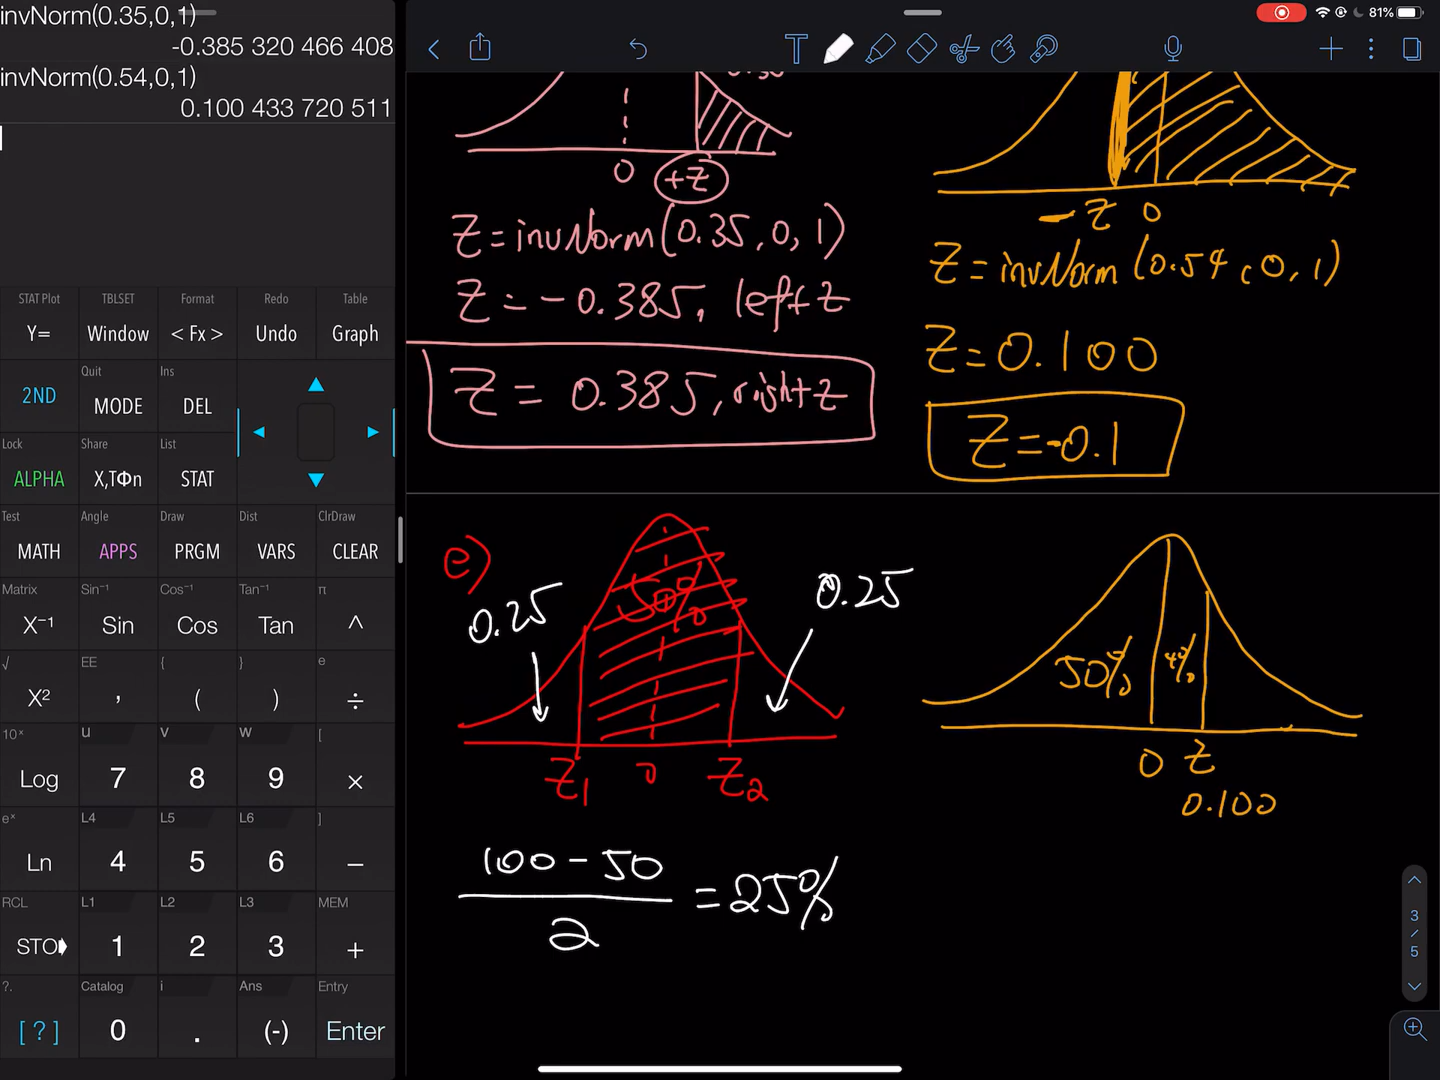 invNorm(0.35,0,1)
-0.385 320 466 408
invNorm(0.54,0,1)
0.100 433 720 511
STAT Plot TBLSET Format Redo Table
Y= Window < Fx > Undo Graph
Quit Ins
2ND MODE DEL
Lock Share List
ALPHA X,TΦn STAT
Test Angle Draw Dist ClrDraw
MATH APPS PRGM VARS CLEAR
Matrix Sin⁻¹ Cos⁻¹ Tan⁻¹ π
X⁻¹ Sin Cos Tan ^
√ EE { } e
X² , ( ) ÷
10ˣ u v w [
Log 7 8 9 ×
eˣ L4 L5 L6 ]
Ln 4 5 6 −
RCL L1 L2 L3 MEM
STO 1 2 3 +
?. Catalog i Ans Entry
[ ? ] 0 . (-) Enter
81%
T
0 +Z
Z = invNorm(0.35, 0, 1)
Z = -0.385, left z
Z = 0.385, right z
- Z 0
Z = invNorm (0.54, 0, 1)
Z = 0.100
Z = -0.1
e)
0.25 50% 0.25
Z1 0 Z2
100 - 50
2
= 25%
50% 4%
0 Z
0.100
3
/
5